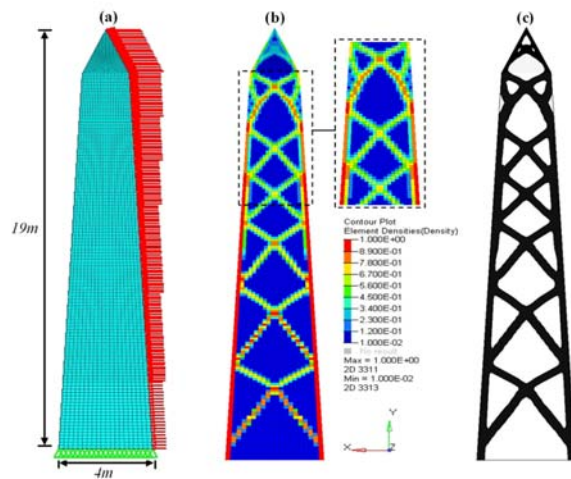 (a)
(b)
(c)
19m
4m
Contour Plot
Element Densities(Density)
1.000E+00
8.900E-01
7.800E-01
6.700E-01
5.600E-01
4.500E-01
3.400E-01
2.300E-01
1.200E-01
1.000E-02
No result
Max = 1.000E+00
2D 3311
Min = 1.000E-02
2D 3313
Y
X
Z